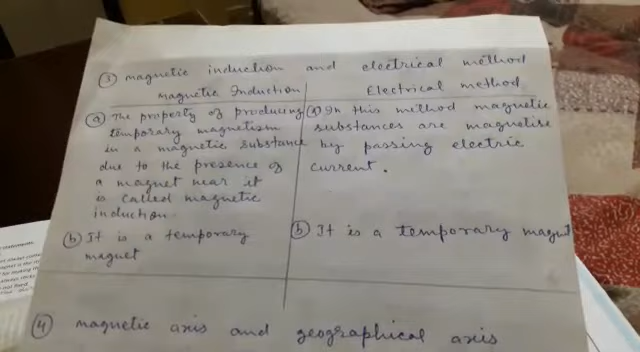 ③ magnetic induction and electrical method
magnetic Induction
Electrical method
ⓐ The property of producing
temporary magnetism
in a magnetic substance
due to the presence of
a magnet near it
is called magnetic
induction.
ⓑ It is a temporary
magnet
ⓐ In this method magnetic
substances are magnetise
by passing electric
current.
ⓑ It is a temporary magnet
④ magnetic axis and geographical axis